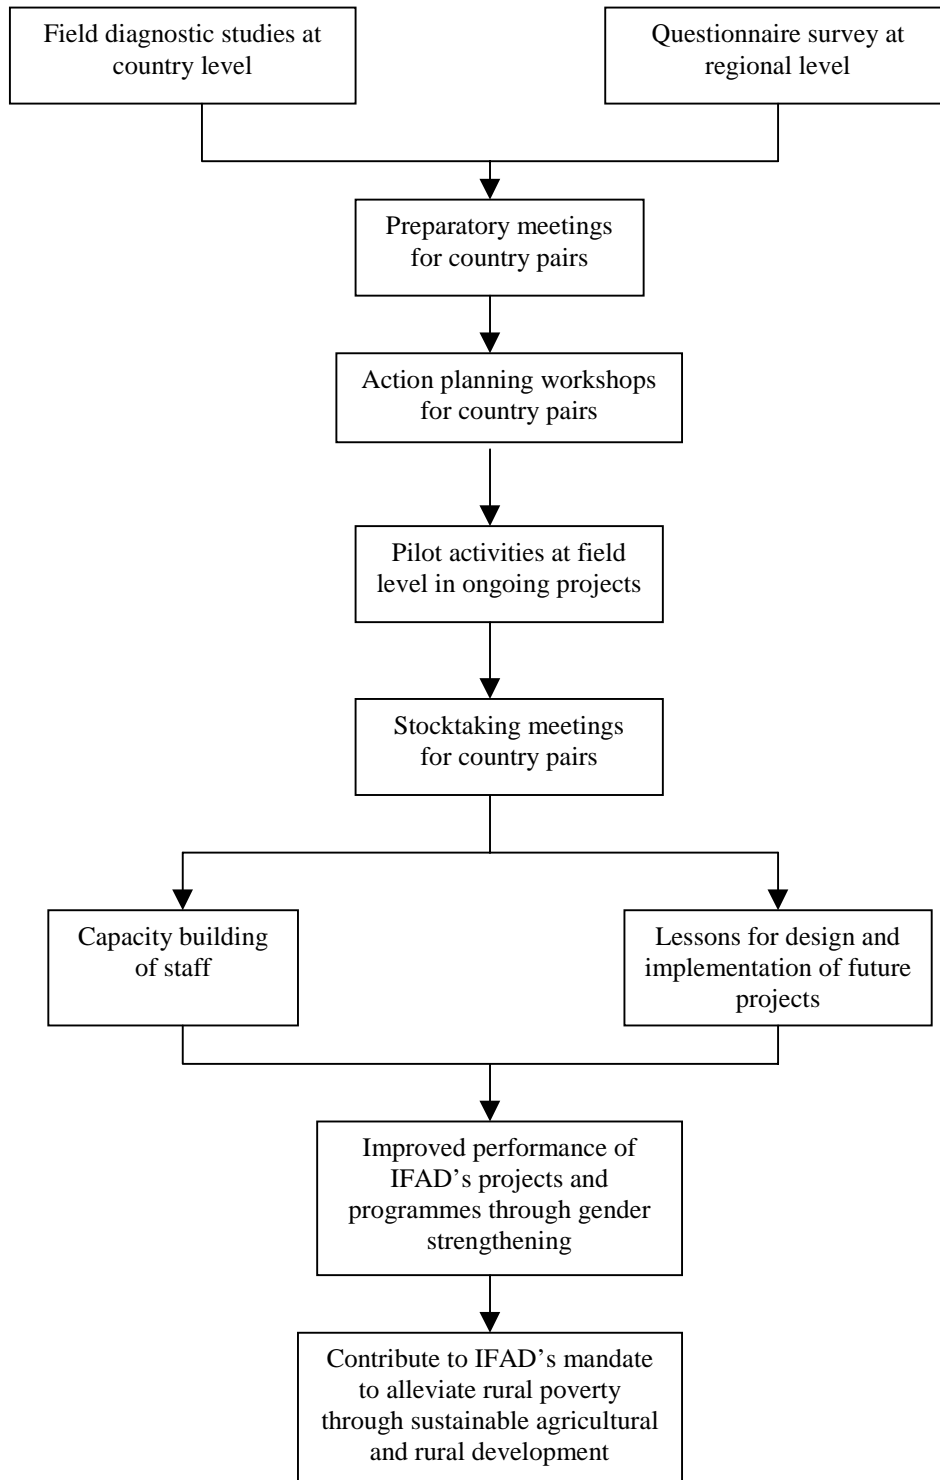 Field diagnostic studies at
country level
Questionnaire survey at
regional level
Preparatory meetings
for country pairs
Action planning workshops
for country pairs
Pilot activities at field
level in ongoing projects
Stocktaking meetings
for country pairs
Capacity building
of staff
Lessons for design and
implementation of future
projects
Improved performance of
IFAD’s projects and
programmes through gender
strengthening
Contribute to IFAD’s mandate
to alleviate rural poverty
through sustainable agricultural
and rural development